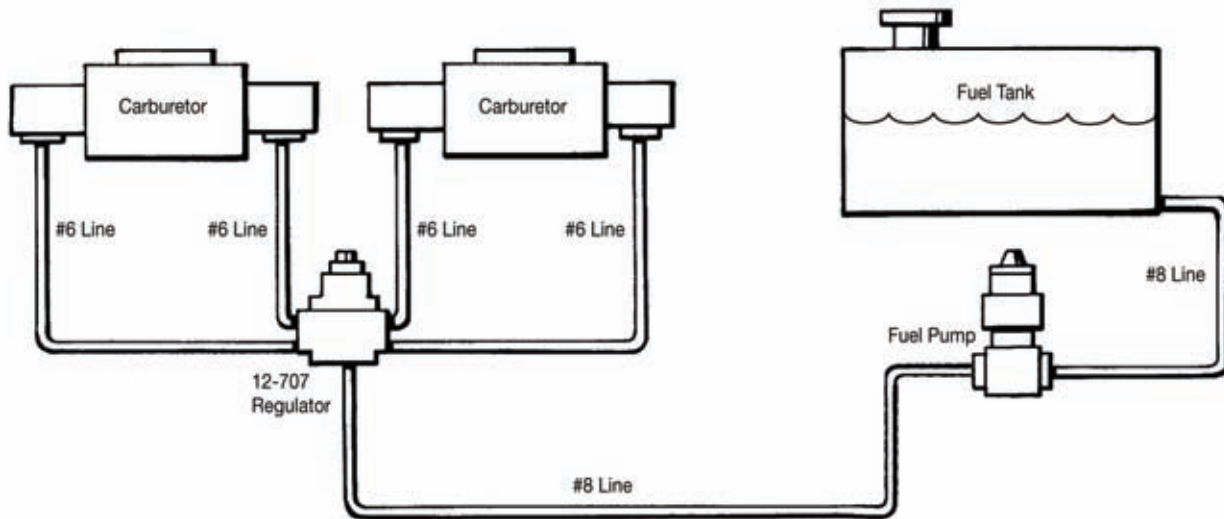 Carburetor
Carburetor
Fuel Tank
#6 Line
#6 Line
#6 Line
#6 Line
#8 Line
Fuel Pump
12-707
Regulator
#8 Line